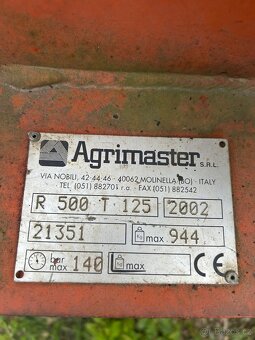 Agrimaster S.R.L.
VIA NOBILI, 42-44-46 - 40062 MOLINELLA (BO) - ITALY
TEL. (051) 882701 r.a. - FAX (051) 882542
R 500 T 125 2002
21351 kg max 944
bar max 140 max CE